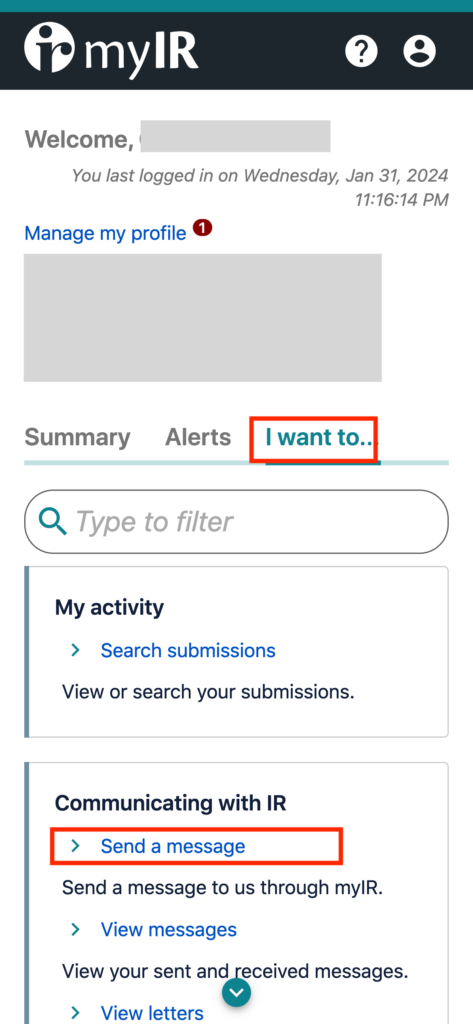 ir myIR
?
Welcome,
You last logged in on Wednesday, Jan 31, 2024
11:16:14 PM
Manage my profile 1
Summary Alerts I want to...
Type to filter
My activity
Search submissions
View or search your submissions.
Communicating with IR
Send a message
Send a message to us through myIR.
View messages
View your sent and received messages.
View letters